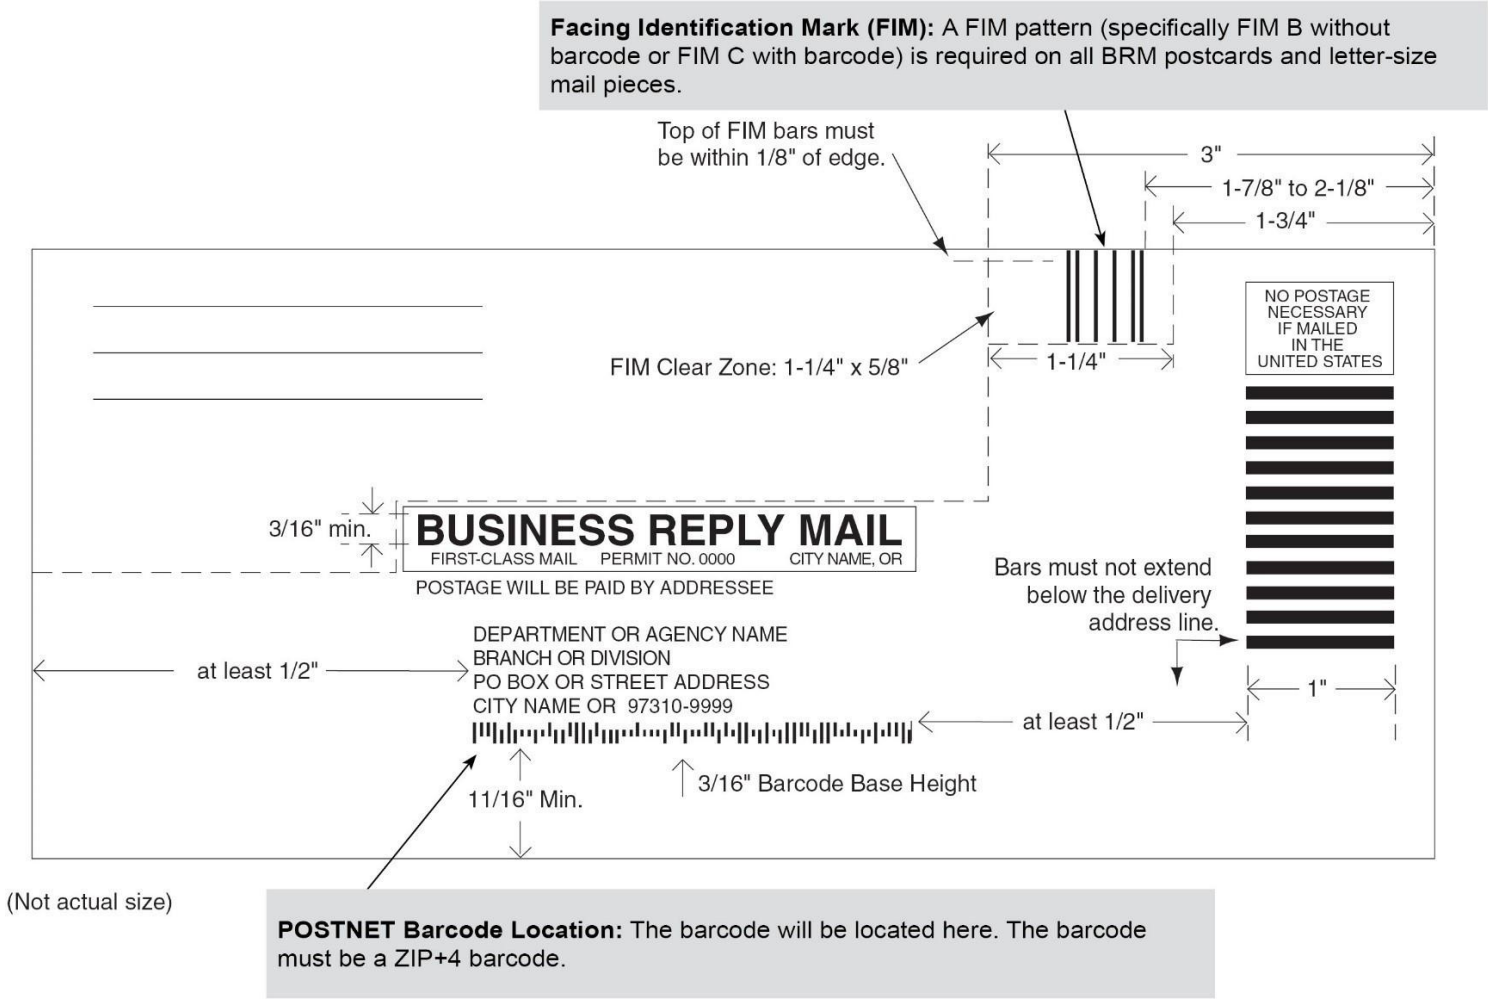 Facing Identification Mark (FIM): A FIM pattern (specifically FIM B without
barcode or FIM C with barcode) is required on all BRM postcards and letter-size
mail pieces.
Top of FIM bars must
be within 1/8" of edge.
3"
1-7/8" to 2-1/8"
1-3/4"
NO POSTAGE
NECESSARY
IF MAILED
IN THE
UNITED STATES
FIM Clear Zone: 1-1/4" x 5/8"
1-1/4"
3/16" min.
BUSINESS REPLY MAIL
FIRST-CLASS MAIL PERMIT NO. 0000 CITY NAME, OR
POSTAGE WILL BE PAID BY ADDRESSEE
Bars must not extend
below the delivery
address line.
DEPARTMENT OR AGENCY NAME
BRANCH OR DIVISION
PO BOX OR STREET ADDRESS
CITY NAME OR 97310-9999
at least 1/2"
1"
at least 1/2"
3/16" Barcode Base Height
11/16" Min.
(Not actual size)
POSTNET Barcode Location: The barcode will be located here. The barcode
must be a ZIP+4 barcode.